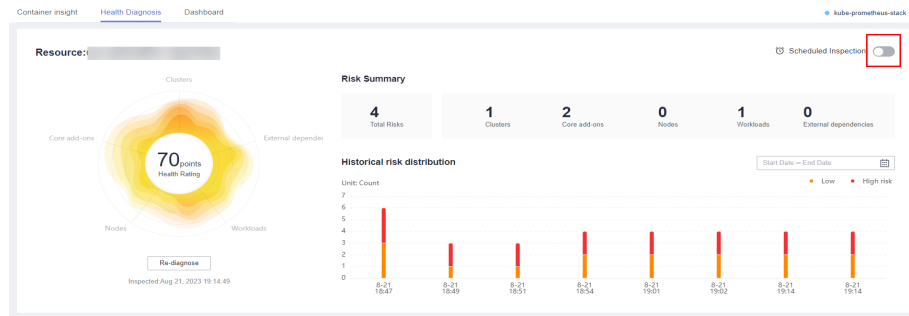 Container insight Health Diagnosis Dashboard kube-prometheus-stack
Resource:
Scheduled Inspection
Clusters
Core add-ons
External depender
70 points
Health Rating
Nodes
Workloads
Re-diagnose
Inspected:Aug 21, 2023 19:14:49
Risk Summary
4 1 2 0 1 0
Total Risks Clusters Core add-ons Nodes Workloads External dependencies
Historical risk distribution
Start Date — End Date
Unit: Count
Low High risk
7
6
5
4
3
2
1
0
8-21 8-21 8-21 8-21 8-21 8-21 8-21 8-21
18:47 18:49 18:51 18:54 19:01 19:02 19:14 19:14